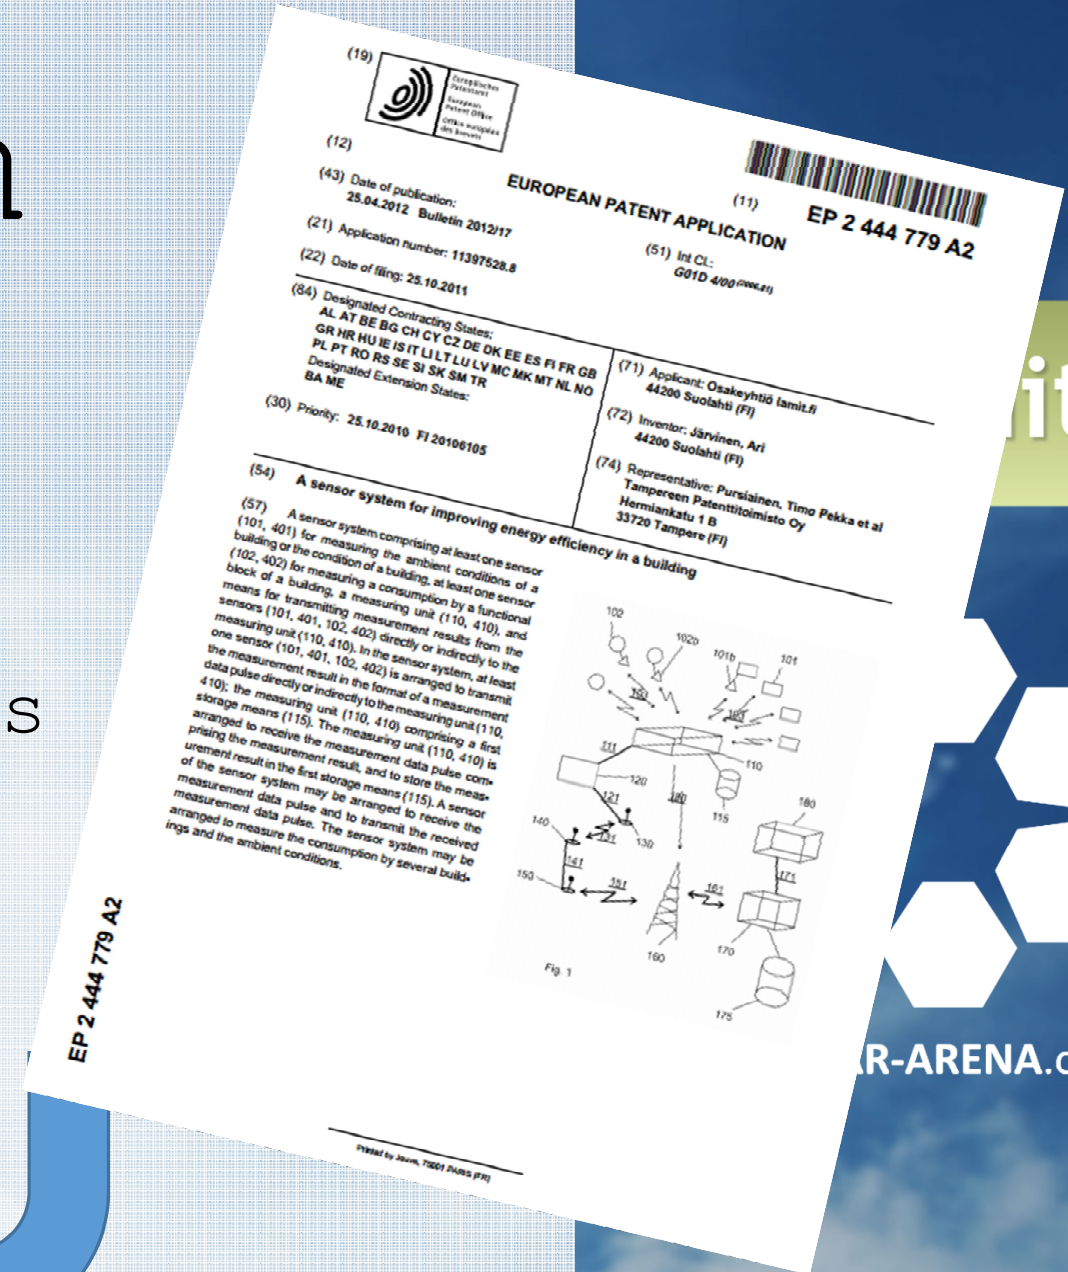 n
s
(19)
Europäisches
Patentamt
European
Patent Office
Office européen
des brevets
(12)
EUROPEAN PATENT APPLICATION
(11)
EP 2 444 779 A2
(43) Date of publication:
25.04.2012 Bulletin 2012/17
(21) Application number: 11397528.8
(22) Date of filing: 25.10.2011
(51) Int Cl.:
G01D 4/00 (2006.01)
(84) Designated Contracting States:
AL AT BE BG CH CY CZ DE DK EE ES FI FR GB
GR HR HU IE IS IT LI LT LU LV MC MK MT NL NO
PL PT RO RS SE SI SK SM TR
Designated Extension States:
BA ME
(30) Priority: 25.10.2010 FI 20106105
(71) Applicant: Osakeyhtiö lamit.fi
44200 Suolahti (FI)
(72) Inventor: Järvinen, Ari
44200 Suolahti (FI)
(74) Representative: Pursiainen, Timo Pekka et al
Tampereen Patenttitoimisto Oy
Hermiankatu 1 B
33720 Tampere (FI)
(54) A sensor system for improving energy efficiency in a building
(57) A sensor system comprising at least one sensor
(101, 401) for measuring the ambient conditions of a
building or the condition of a building, at least one sensor
(102, 402) for measuring a consumption by a functional
block of a building, a measuring unit (110, 410), and
means for transmitting measurement results from the
sensors (101, 401, 102, 402) directly or indirectly to the
measuring unit (110, 410). In the sensor system, at least
one sensor (101, 401, 102, 402) is arranged to transmit
the measurement result in the format of a measurement
data pulse directly or indirectly to the measuring unit (110,
410); the measuring unit (110, 410) comprising a first
storage means (115). The measuring unit (110, 410) is
arranged to receive the measurement data pulse com-
prising the measurement result, and to store the meas-
urement result in the first storage means (115). A sensor
of the sensor system may be arranged to receive the
measurement data pulse and to transmit the received
measurement data pulse. The sensor system may be
arranged to measure the consumption by several build-
ings and the ambient conditions.
102
102b
101b
101
103
103
111
110
120
121
180
115
180
140
131
130
141
171
150
151
161
160
170
175
Fig. 1
EP 2 444 779 A2
Printed by Jouve, 75001 PARIS (FR)
it
R-ARENA.c